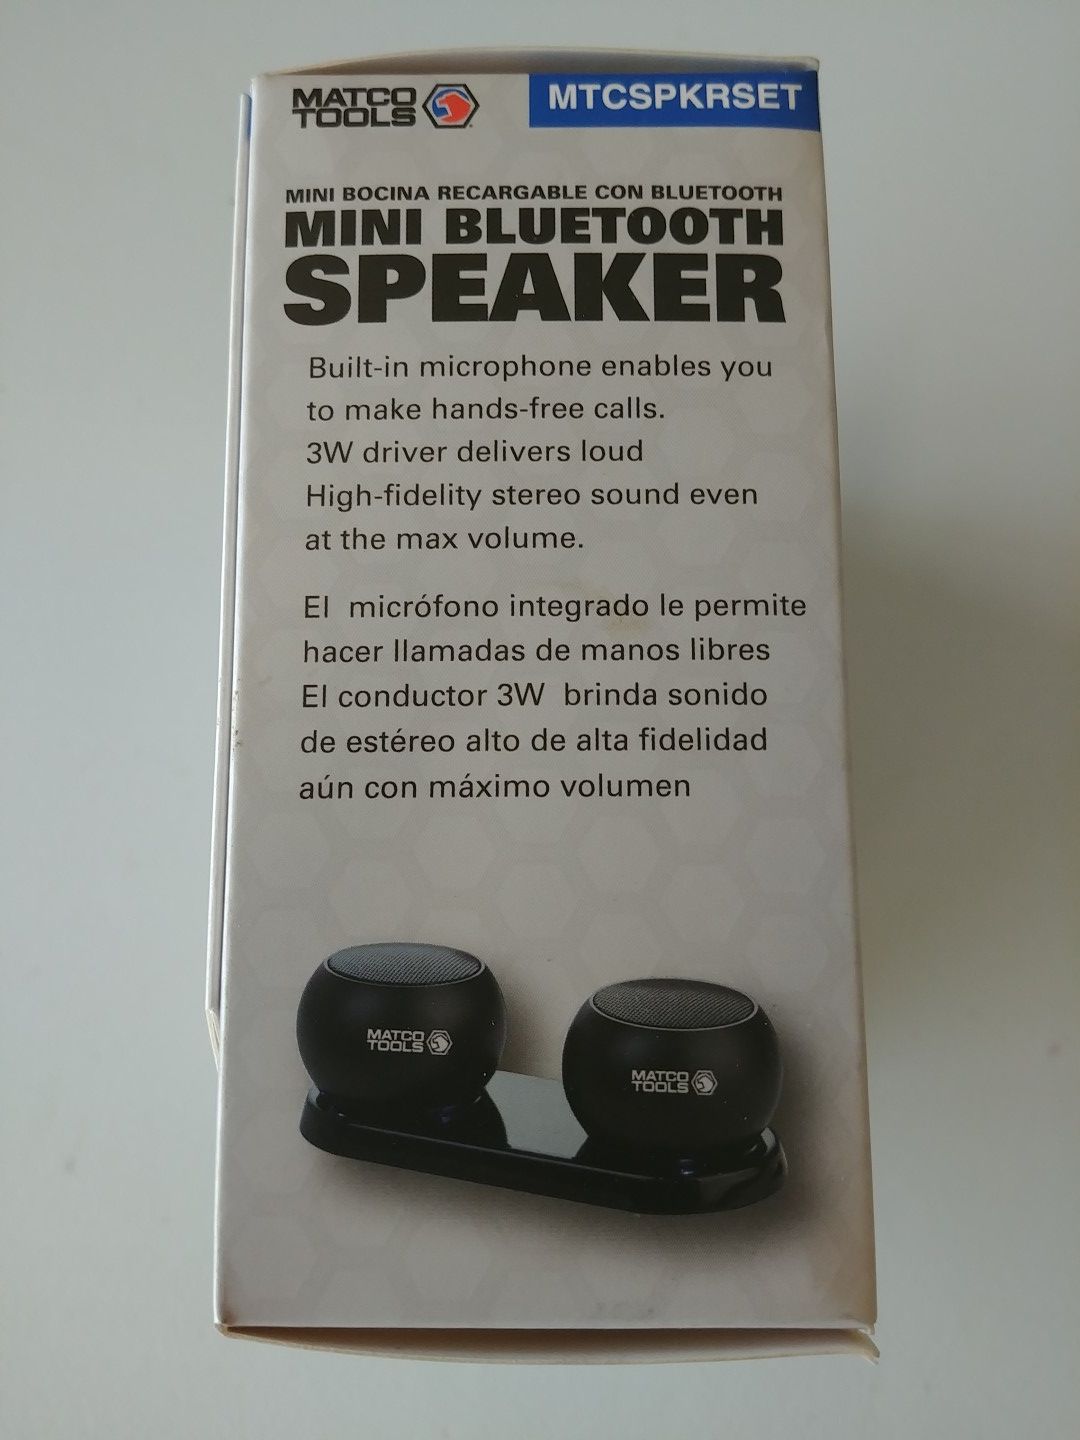 MATCO
TOOLS
MTCSPKRSET
MINI BOCINA RECARGABLE CON BLUETOOTH
MINI BLUETOOTH
SPEAKER
Built-in microphone enables you
to make hands-free calls.
3W driver delivers loud
High-fidelity stereo sound even
at the max volume.
El micrófono integrado le permite
hacer llamadas de manos libres
El conductor 3W brinda sonido
de estéreo alto de alta fidelidad
aún con máximo volumen
MATCO
TOOLS
MATCO
TOOLS